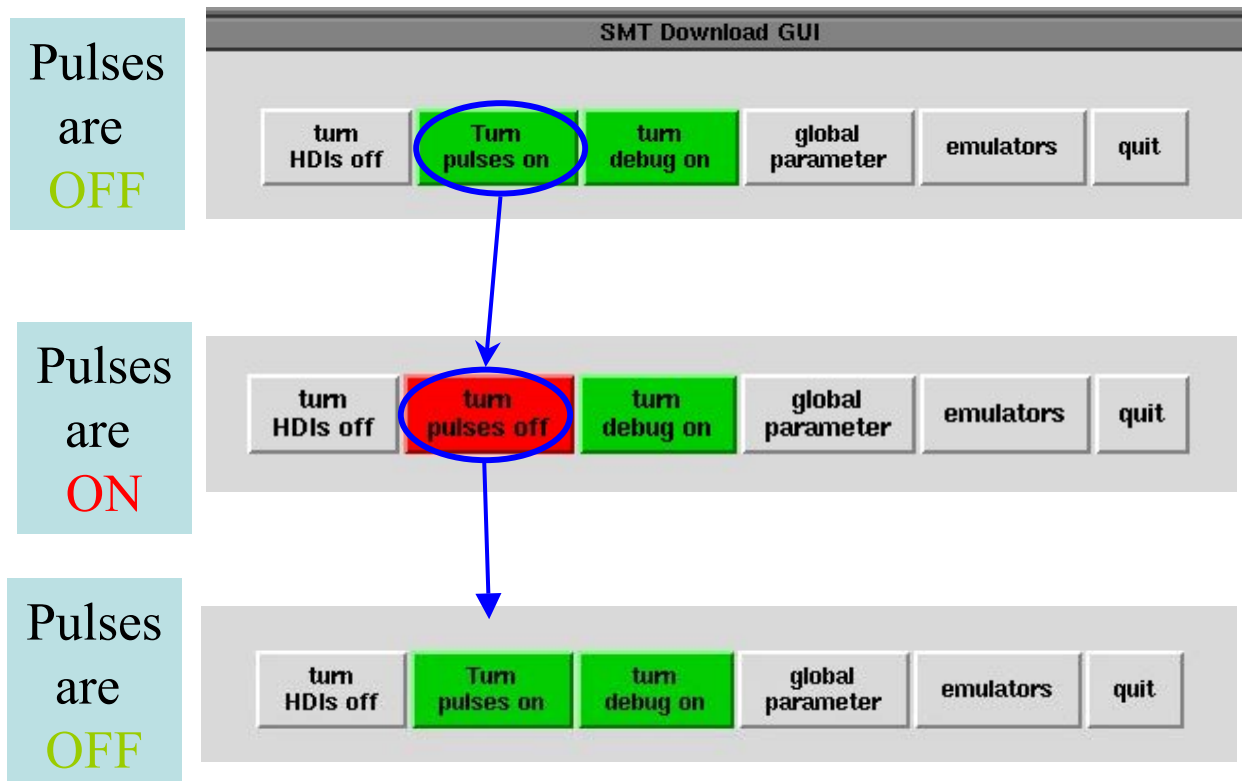 Pulses
are
OFF
SMT Download GUI
turn
HDIs off
Turn
pulses on
turn
debug on
global
parameter
emulators
quit
Pulses
are
ON
turn
HDIs off
turn
pulses off
turn
debug on
global
parameter
emulators
quit
Pulses
are
OFF
turn
HDIs off
Turn
pulses on
turn
debug on
global
parameter
emulators
quit